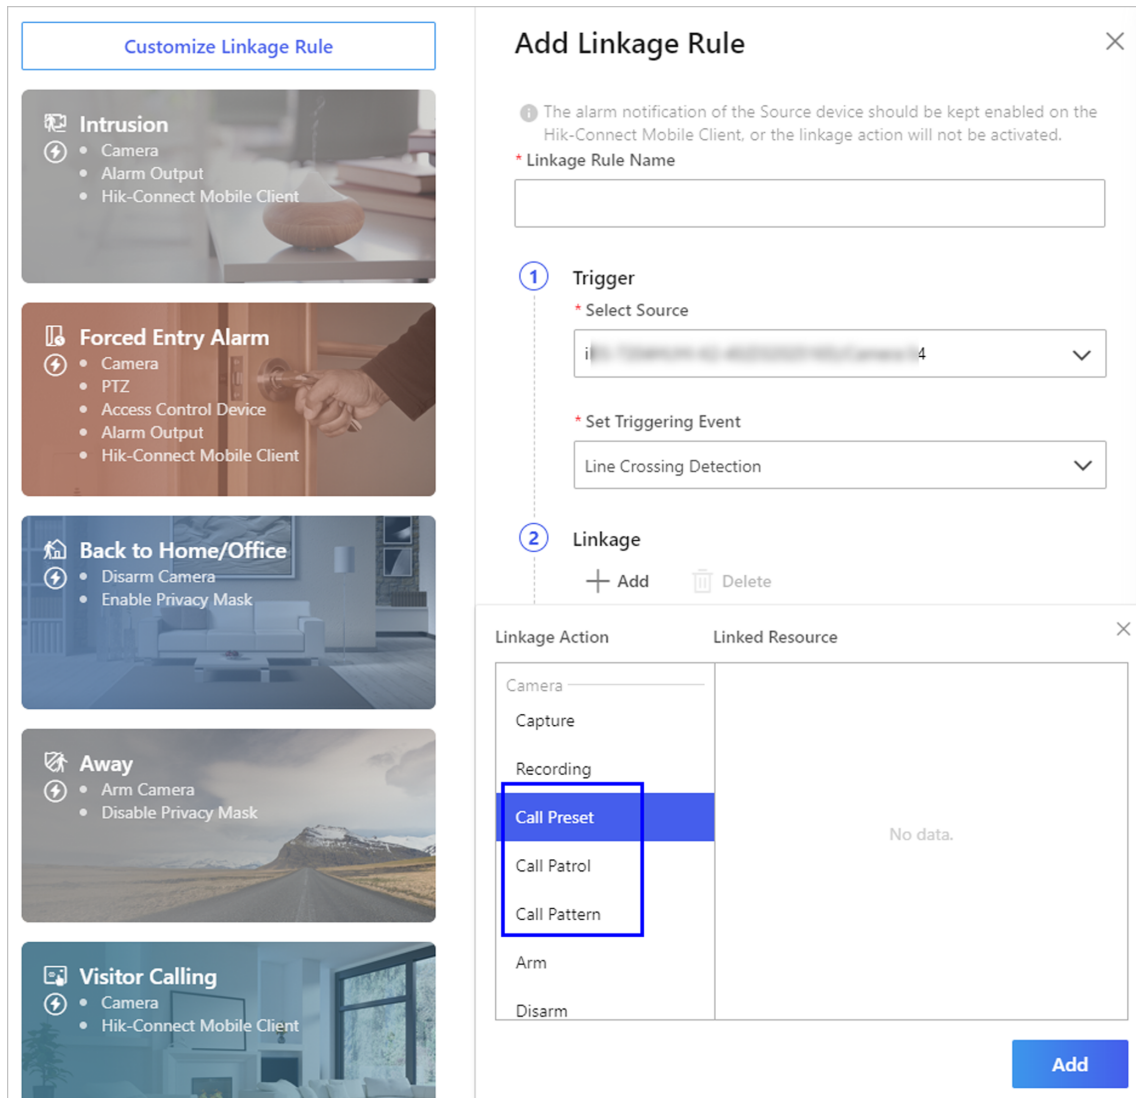 Customize Linkage Rule
Intrusion
Camera
Alarm Output
Hik-Connect Mobile Client
Forced Entry Alarm
Camera
PTZ
Access Control Device
Alarm Output
Hik-Connect Mobile Client
Back to Home/Office
Disarm Camera
Enable Privacy Mask
Away
Arm Camera
Disable Privacy Mask
Visitor Calling
Camera
Hik-Connect Mobile Client
Add Linkage Rule
The alarm notification of the Source device should be kept enabled on the
Hik-Connect Mobile Client, or the linkage action will not be activated.
* Linkage Rule Name
1 Trigger
* Select Source
* Set Triggering Event
Line Crossing Detection
2 Linkage
Add Delete
Linkage Action Linked Resource
Camera
Capture
Recording
Call Preset
Call Patrol
Call Pattern
Arm
Disarm
No data.
Add